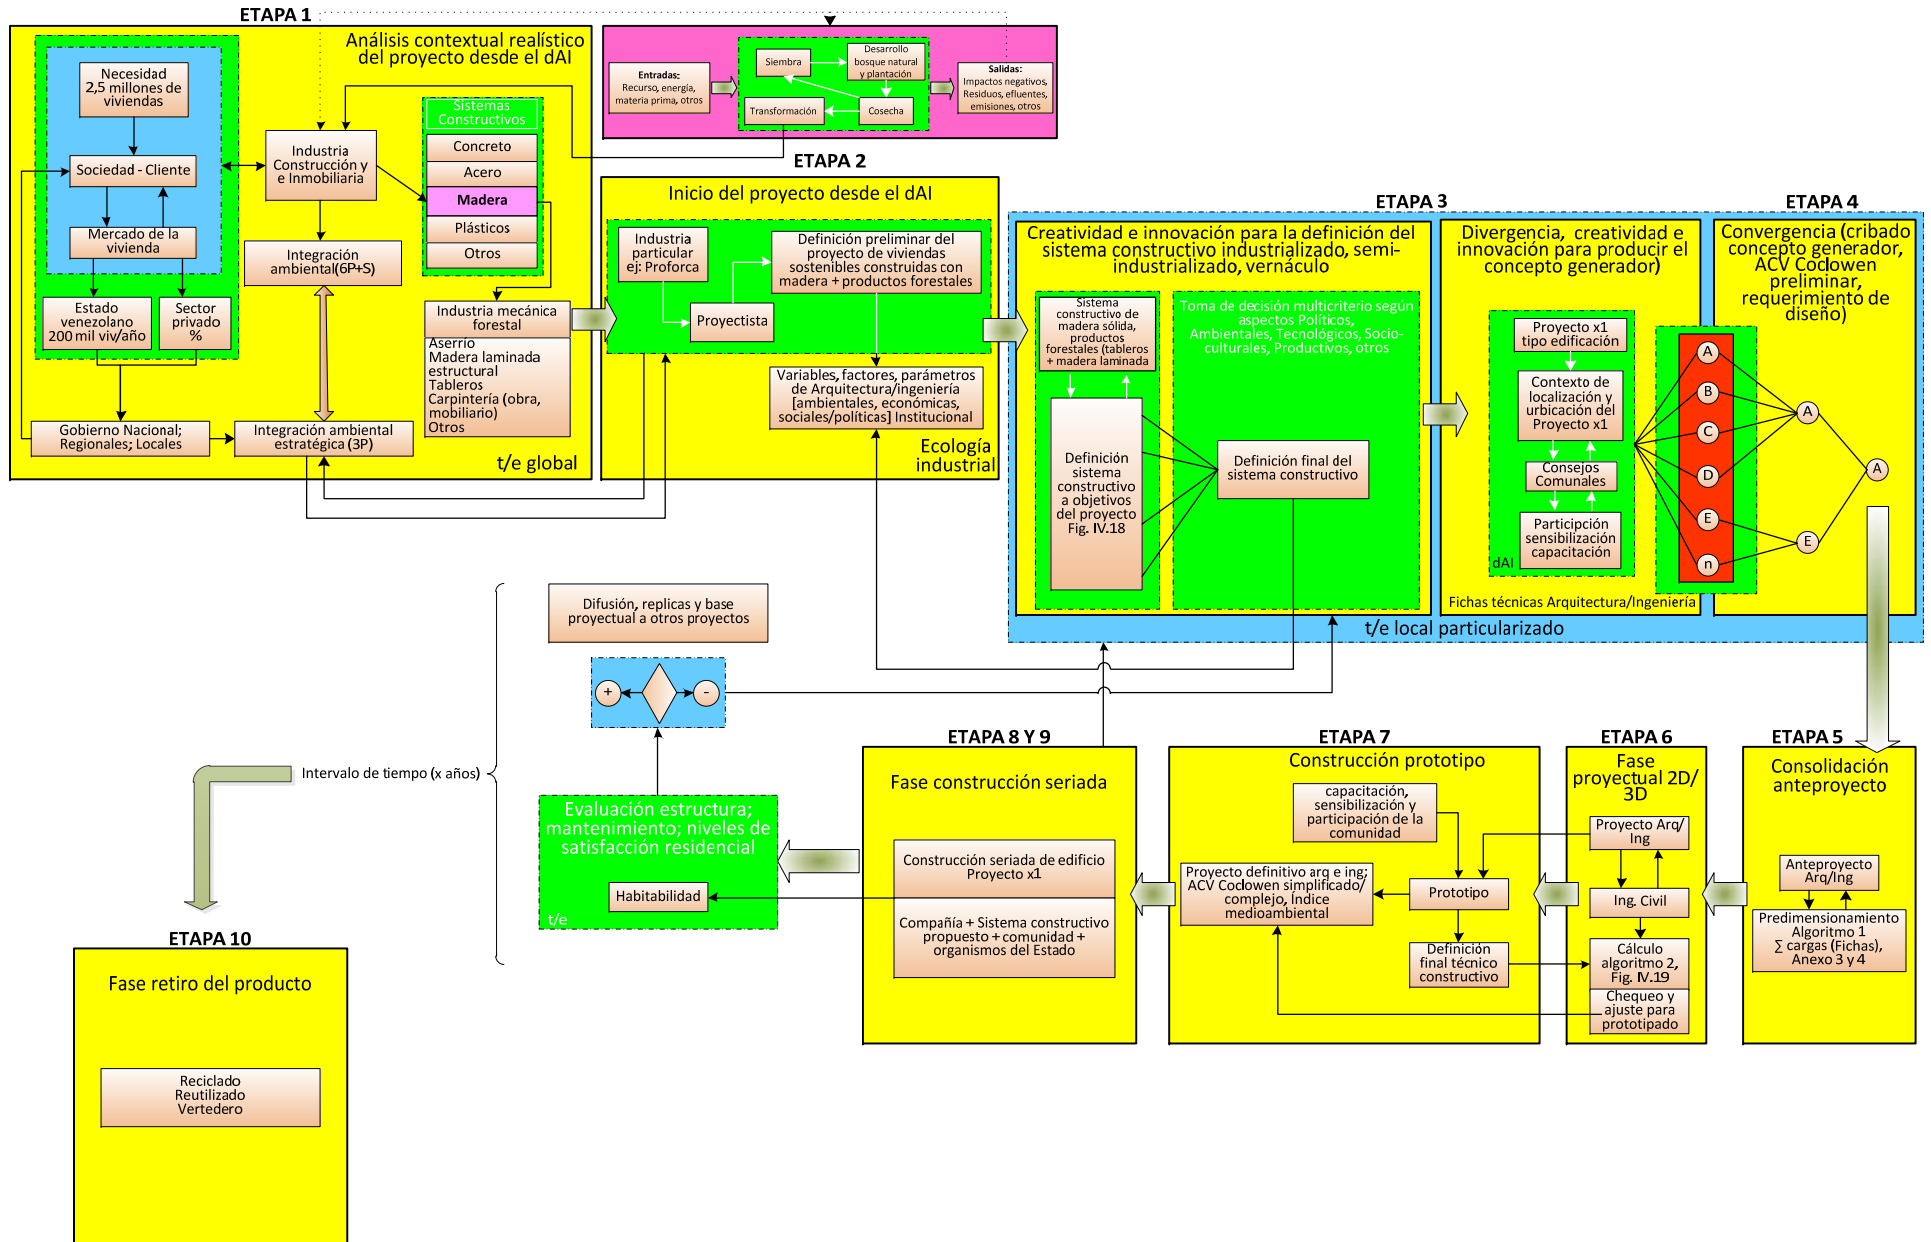 ETAPA 1
Análisis contextual realístico
del proyecto desde el dAI
Necesidad
2,5 millones de
viviendas
Sociedad - Cliente
Mercado de la
vivienda
Estado
venezolano
200 mil viv/año
Sector
privado
%
Gobierno Nacional;
Regionales; Locales
Industria
Construcción y
e Inmobiliaria
Integración
ambiental(6P+S)
Integración ambiental
estratégica (3P)
Sistemas
Constructivos
Concreto
Acero
Madera
Plásticos
Otros
Industria mecánica
forestal
Aserrío
Madera laminada
estructural
Tableros
Carpintería (obra,
mobiliario)
Otros
t/e global
Entradas:
Recurso, energía,
materia prima, otros
Siembra
Desarrollo
bosque natural
y plantación
Transformación
Cosecha
Salidas:
Impactos negativos,
Residuos, efluentes,
emisiones, otros
ETAPA 2
Inicio del proyecto desde el dAI
Industria
particular
ej: Proforca
Proyectista
Definición preliminar del
proyecto de viviendas
sostenibles construidas con
madera + productos forestales
Variables, factores, parámetros
de Arquitectura/ingeniería
[ambientales, económicas,
sociales/políticas] Institucional
Ecología
industrial
ETAPA 3
Creatividad e innovación para la definición del
sistema constructivo industrializado, semi-
industrializado, vernáculo
Sistema
constructivo de
madera sólida,
productos
forestales (tableros
+ madera laminada
Definición
sistema
constructivo
a objetivos
del proyecto
Fig. IV.18
Toma de decisión multicriterio según
aspectos Políticos,
Ambientales, Tecnológicos, Socio-
culturales, Productivos, otros
Definición final del
sistema constructivo
Divergencia, creatividad e
innovación para producir el
concepto generador)
Proyecto x1
tipo edificación
Contexto de
localización y
urbicación del
Proyecto x1
Consejos
Comunales
Participción
sensibilización
capacitación
dAI
Fichas técnicas Arquitectura/Ingeniería
t/e local particularizado
ETAPA 4
Convergencia (cribado
concepto generador,
ACV Coclowen
preliminar,
requerimiento de
diseño)
A
B
C
D
E
n
A
E
A
Difusión, replicas y base
proyectual a otros proyectos
+
-
Intervalo de tiempo (x años)
Evaluación estructura;
mantenimiento; niveles de
satisfacción residencial
Habitabilidad
t/e
ETAPA 8 Y 9
Fase construcción seriada
Construcción seriada de edificio
Proyecto x1
Compañía + Sistema constructivo
propuesto + comunidad +
organismos del Estado
ETAPA 7
Construcción prototipo
capacitación,
sensibilización y
participación de la
comunidad
Proyecto definitivo arq e ing;
ACV Coclowen simplificado/
complejo, Índice
medioambiental
Prototipo
Definición
final técnico
constructivo
ETAPA 6
Fase
proyectual 2D/
3D
Proyecto Arq/
Ing
Ing. Civil
Cálculo
algoritmo 2,
Fig. IV.19
Chequeo y
ajuste para
prototipado
ETAPA 5
Consolidación
anteproyecto
Anteproyecto
Arq/Ing
Predimensionamiento
Algoritmo 1
∑ cargas (Fichas),
Anexo 3 y 4
ETAPA 10
Fase retiro del producto
Reciclado
Reutilizado
Vertedero